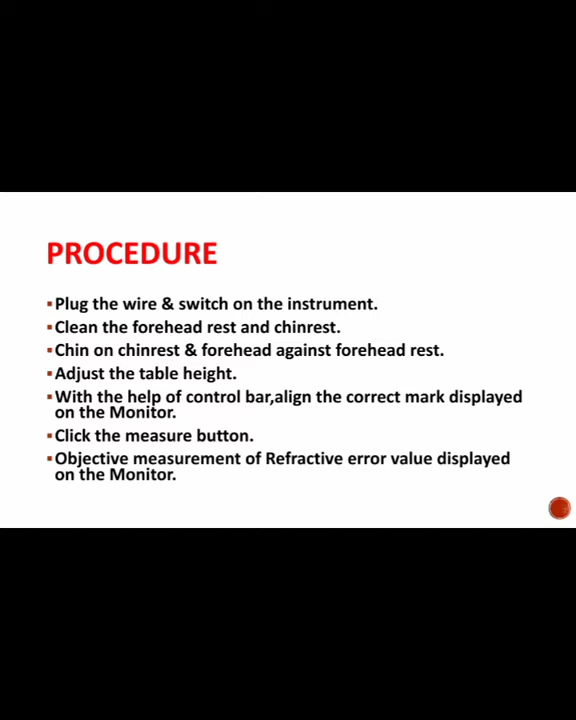 PROCEDURE
▪Plug the wire & switch on the instrument.
▪Clean the forehead rest and chinrest.
▪Chin on chinrest & forehead against forehead rest.
▪Adjust the table height.
▪With the help of control bar,align the correct mark displayed
on the Monitor.
▪Click the measure button.
▪Objective measurement of Refractive error value displayed
on the Monitor.